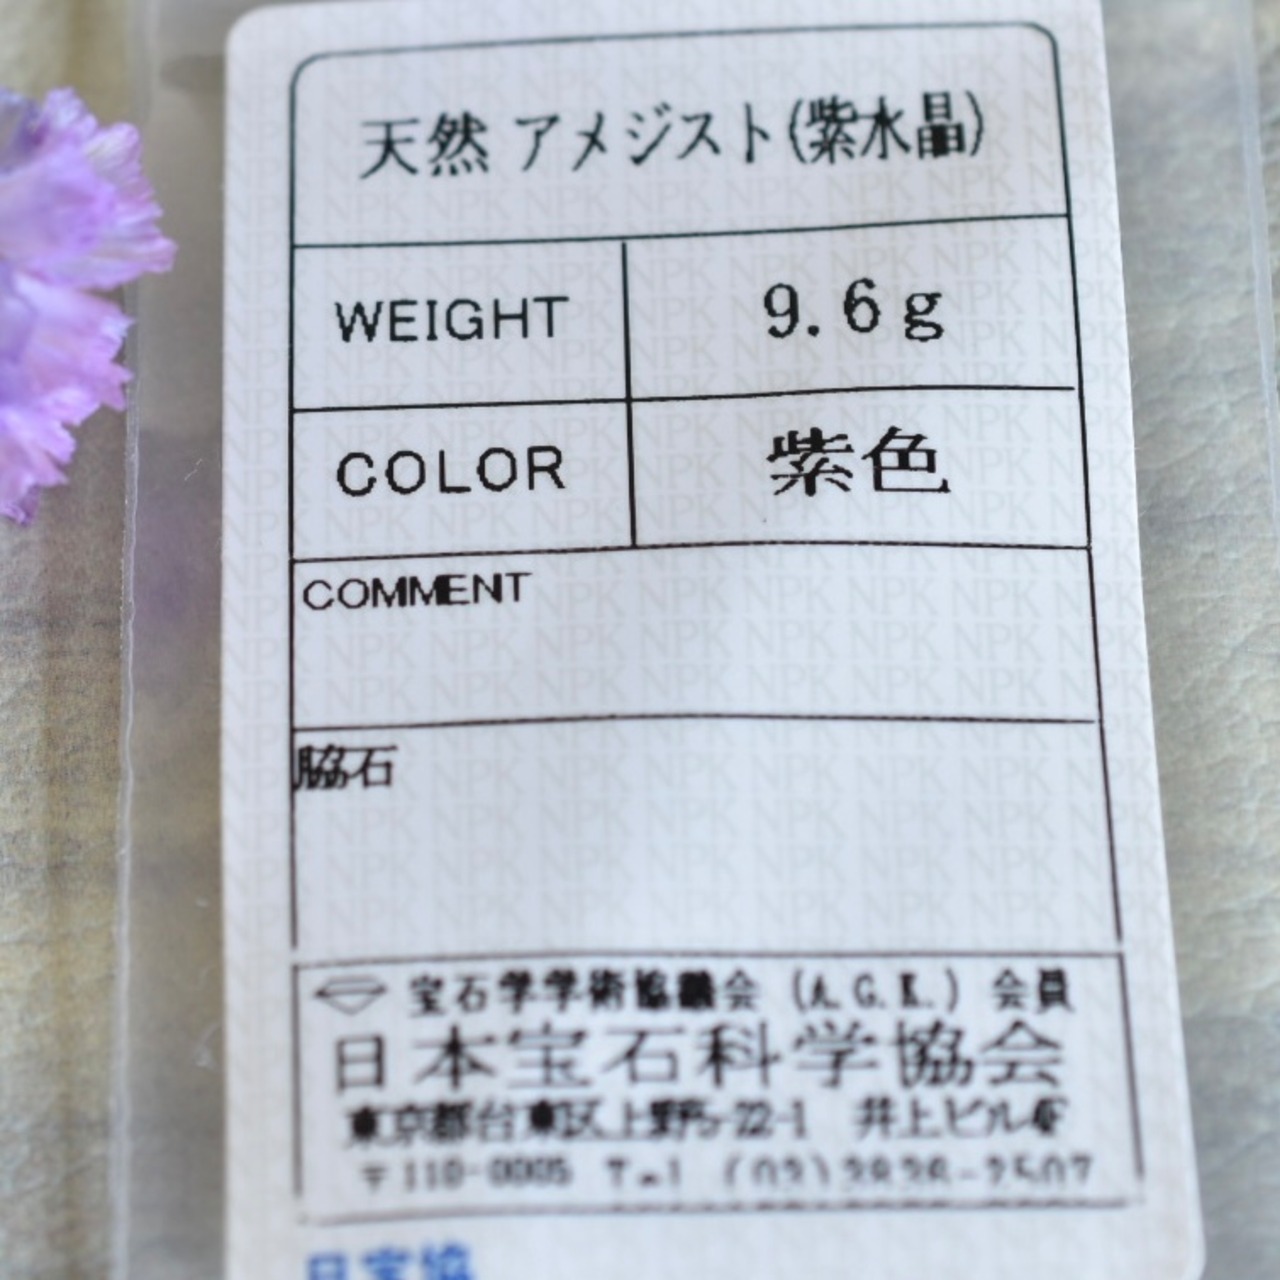 天然 アメジスト(紫水晶)
WEIGHT 9.6g
COLOR 紫色
COMMENT
脇石
宝石学学術協議会 (A.G.K.) 会員
日本宝石科学協会
東京都台東区上野5-22-1 井上ビル
〒110-0005 Tel (03)3836-2507
日宝協